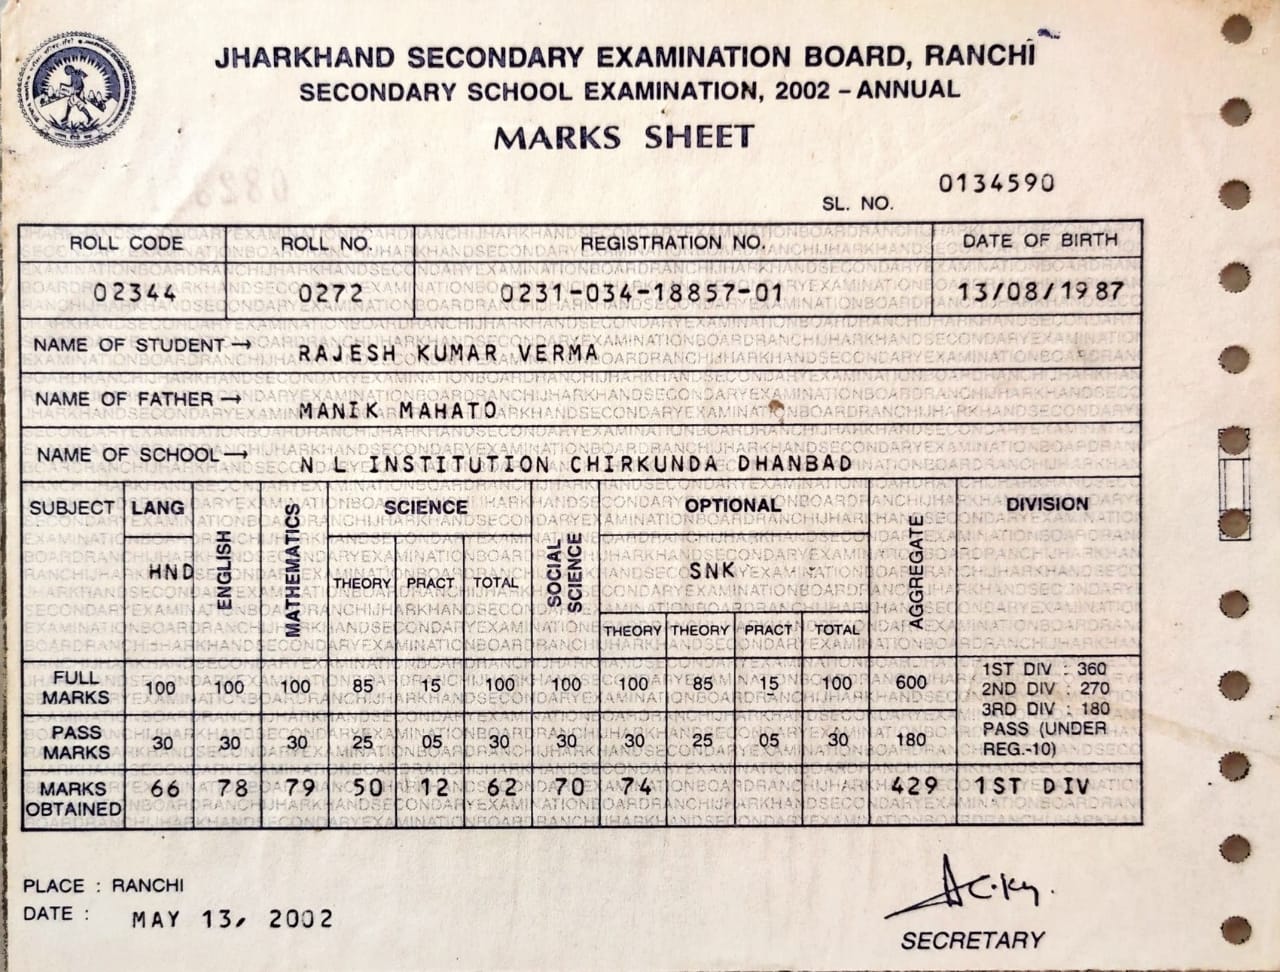 JHARKHAND SECONDARY EXAMINATION BOARD, RANCHI
SECONDARY SCHOOL EXAMINATION, 2002 – ANNUAL
MARKS SHEET
0134590
SL. NO.
ROLL CODE ROLL NO. REGISTRATION NO. DATE OF BIRTH
02344 0272 0231-034-18857-01 13/08/1987
NAME OF STUDENT → RAJESH KUMAR VERMA
NAME OF FATHER → MANIK MAHATO
NAME OF SCHOOL → N L INSTITUTION CHIRKUNDA DHANBAD
SUBJECT LANG ENGLISH MATHEMATICS SCIENCE SOCIAL SCIENCE OPTIONAL AGGREGATE DIVISION
HND THEORY PRACT TOTAL SNK
THEORY THEORY PRACT TOTAL
FULL MARKS 100 100 100 85 15 100 100 100 85 15 100 600 1ST DIV : 360
2ND DIV : 270
3RD DIV : 180
PASS MARKS 30 30 30 25 05 30 30 30 25 05 30 180 PASS (UNDER
REG.-10)
MARKS OBTAINED 66 78 79 50 12 62 70 74 429 1ST DIV
PLACE : RANCHI
DATE : MAY 13, 2002
SECRETARY